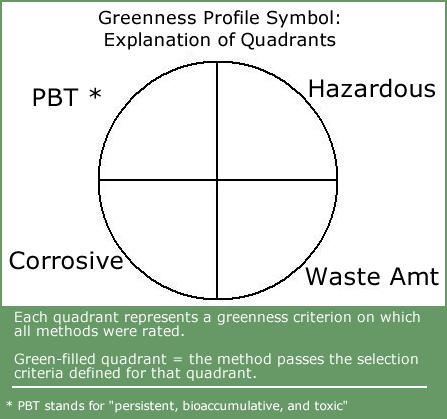 Greenness Profile Symbol:
Explanation of Quadrants
PBT *
Hazardous
Corrosive
Waste Amt
Each quadrant represents a greenness criterion on which
all methods were rated.
Green-filled quadrant = the method passes the selection
criteria defined for that quadrant.
* PBT stands for "persistent, bioaccumulative, and toxic"